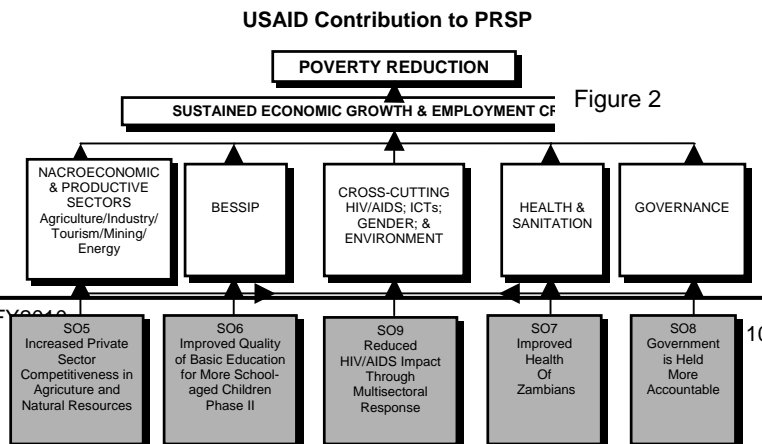 USAID Contribution to PRSP
POVERTY REDUCTION
Figure 2
SUSTAINED ECONOMIC GROWTH & EMPLOYMENT CR
NACROECONOMIC
& PRODUCTIVE
SECTORS
Agriculture/Industry/
Tourism/Mining/
Energy
BESSIP
CROSS-CUTTING
HIV/AIDS; ICTs;
GENDER; &
ENVIRONMENT
HEALTH &
SANITATION
GOVERNANCE
SO5
Increased Private
Sector
Competitiveness in
Agricuture and
Natural Resources
SO6
Improved Quality
of Basic Education
for More School-
aged Children
Phase II
SO9
Reduced
HIV/AIDS Impact
Through
Multisectoral
Response
SO7
Improved
Health
Of
Zambians
SO8
Government
is Held
More
Accountable
10